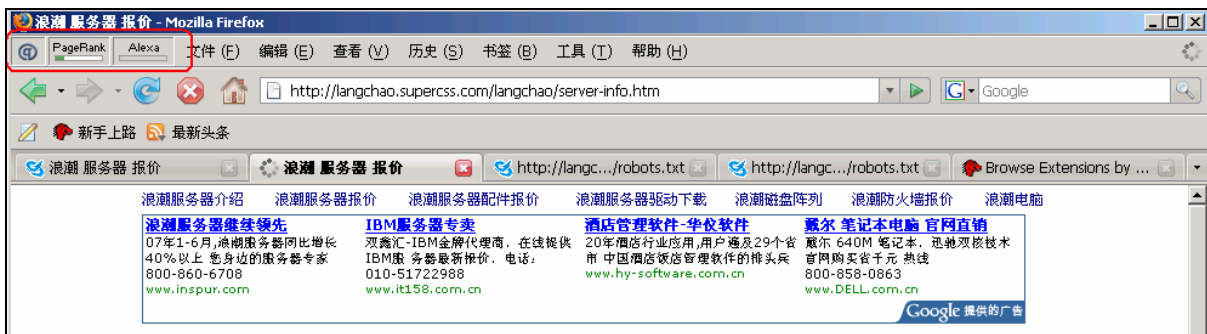 浪潮 服务器 报价 - Mozilla Firefox
@ PageRank Alexa 文件 (F) 编辑 (E) 查看 (V) 历史 (S) 书签 (B) 工具 (T) 帮助 (H)
http://langchao.supercss.com/langchao/server-info.htm G Google
新手上路 最新头条
浪潮 服务器 报价 浪潮 服务器 报价 http://langc.../robots.txt http://langc.../robots.txt Browse Extensions by ...
浪潮服务器介绍 浪潮服务器报价 浪潮服务器配件报价 浪潮服务器驱动下载 浪潮磁盘阵列 浪潮防火墙报价 浪潮电脑
浪潮服务器继续领先
07年1-6月,浪潮服务器同比增长
40%以上 您身边的服务器专家
800-860-6708
www.inspur.com
IBM服务器专卖
双鑫汇-IBM金牌代理商. 在线提供
IBM服 务器最新报价. 电话:
010-51722988
www.it158.com.cn
酒店管理软件-华仪软件
20年酒店行业应用,用户遍及29个省
市 中国酒店饭店管理软件的排头兵
www.hy-software.com.cn
戴尔 笔记本电脑 官网直销
戴尔 640M 笔记本. 迅驰双核技术
官网购买省千元 热线
800-858-0863
www.DELL.com.cn
Google 提供的广告